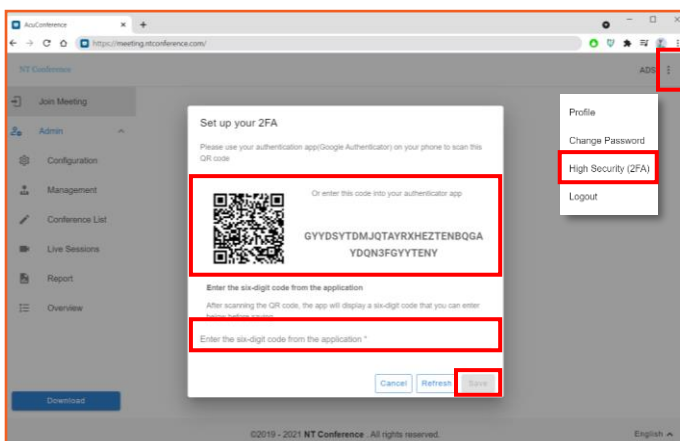 AcuConference
https://meeting.ntconference.com/
NT Conference
ADS
Join Meeting
Admin
Configuration
Management
Conference List
Live Sessions
Report
Overview
Download
Set up your 2FA
Please use your authentication app(Google Authenticator) on your phone to scan this
QR code
Or enter this code into your authenticator app
GYYDSYTDMJQTAYRXHEZTENBQGA
YDQN3FGYYTENY
Enter the six-digit code from the application
After scanning the QR code, the app will display a six-digit code that you can enter
below before saving
Enter the six-digit code from the application *
Cancel
Refresh
Save
Profile
Change Password
High Security (2FA)
Logout
©2019 - 2021 NT Conference . All rights reserved.
English